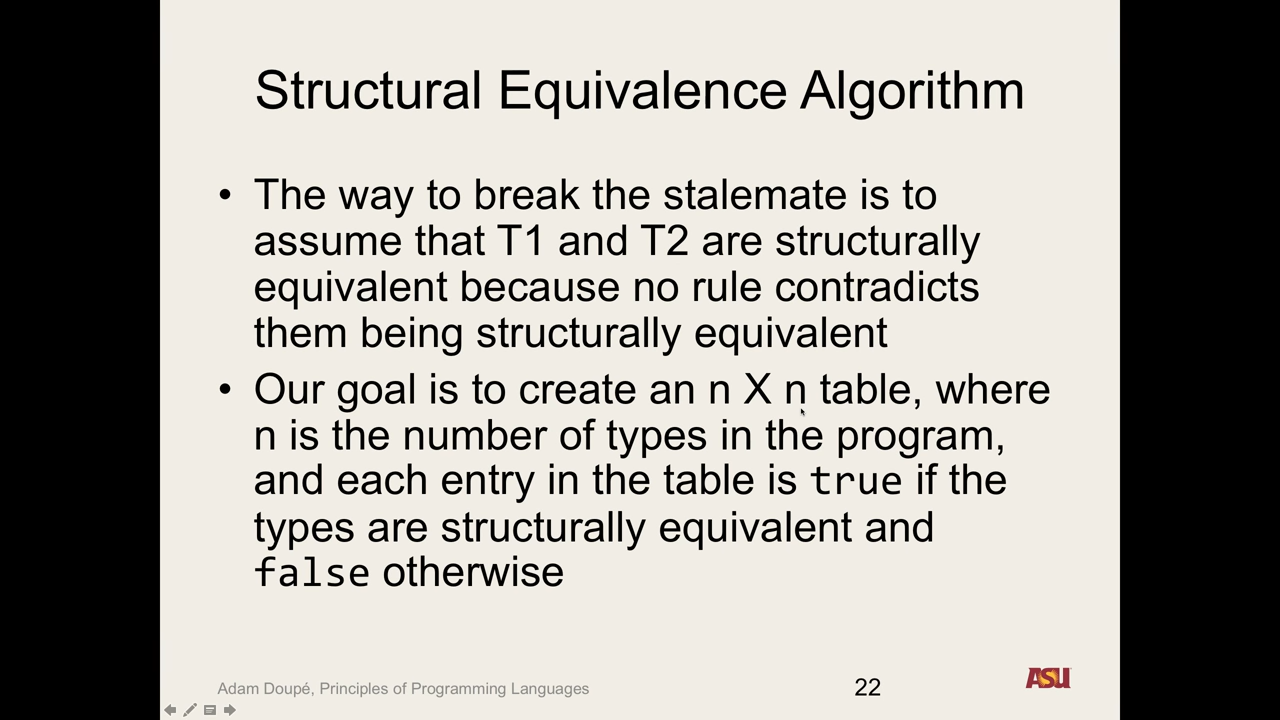 Structural Equivalence Algorithm
• The way to break the stalemate is to
assume that T1 and T2 are structurally
equivalent because no rule contradicts
them being structurally equivalent
• Our goal is to create an n X n table, where
n is the number of types in the program,
and each entry in the table is true if the
types are structurally equivalent and
false otherwise
Adam Doupé, Principles of Programming Languages
22
ASU